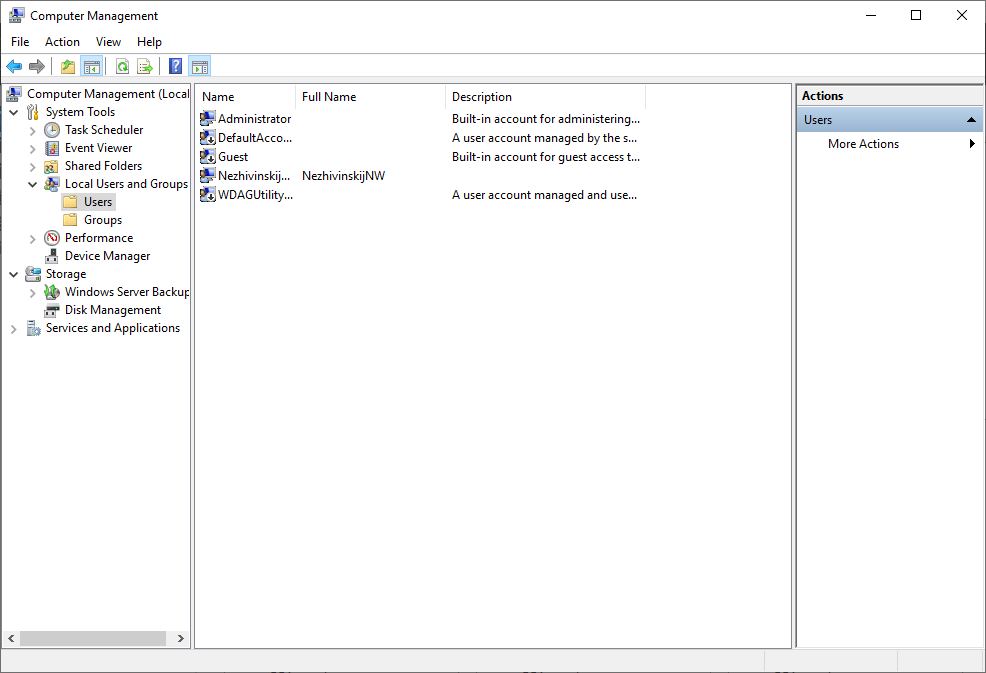 Computer Management
File Action View Help
Computer Management (Local
System Tools
Task Scheduler
Event Viewer
Shared Folders
Local Users and Groups
Users
Groups
Performance
Device Manager
Storage
Windows Server Backup
Disk Management
Services and Applications
Name Full Name Description
Administrator Built-in account for administering...
DefaultAcco... A user account managed by the s...
Guest Built-in account for guest access t...
Nezhivinskij... NezhivinskijNW
WDAGUtility... A user account managed and use...
Actions
Users
More Actions